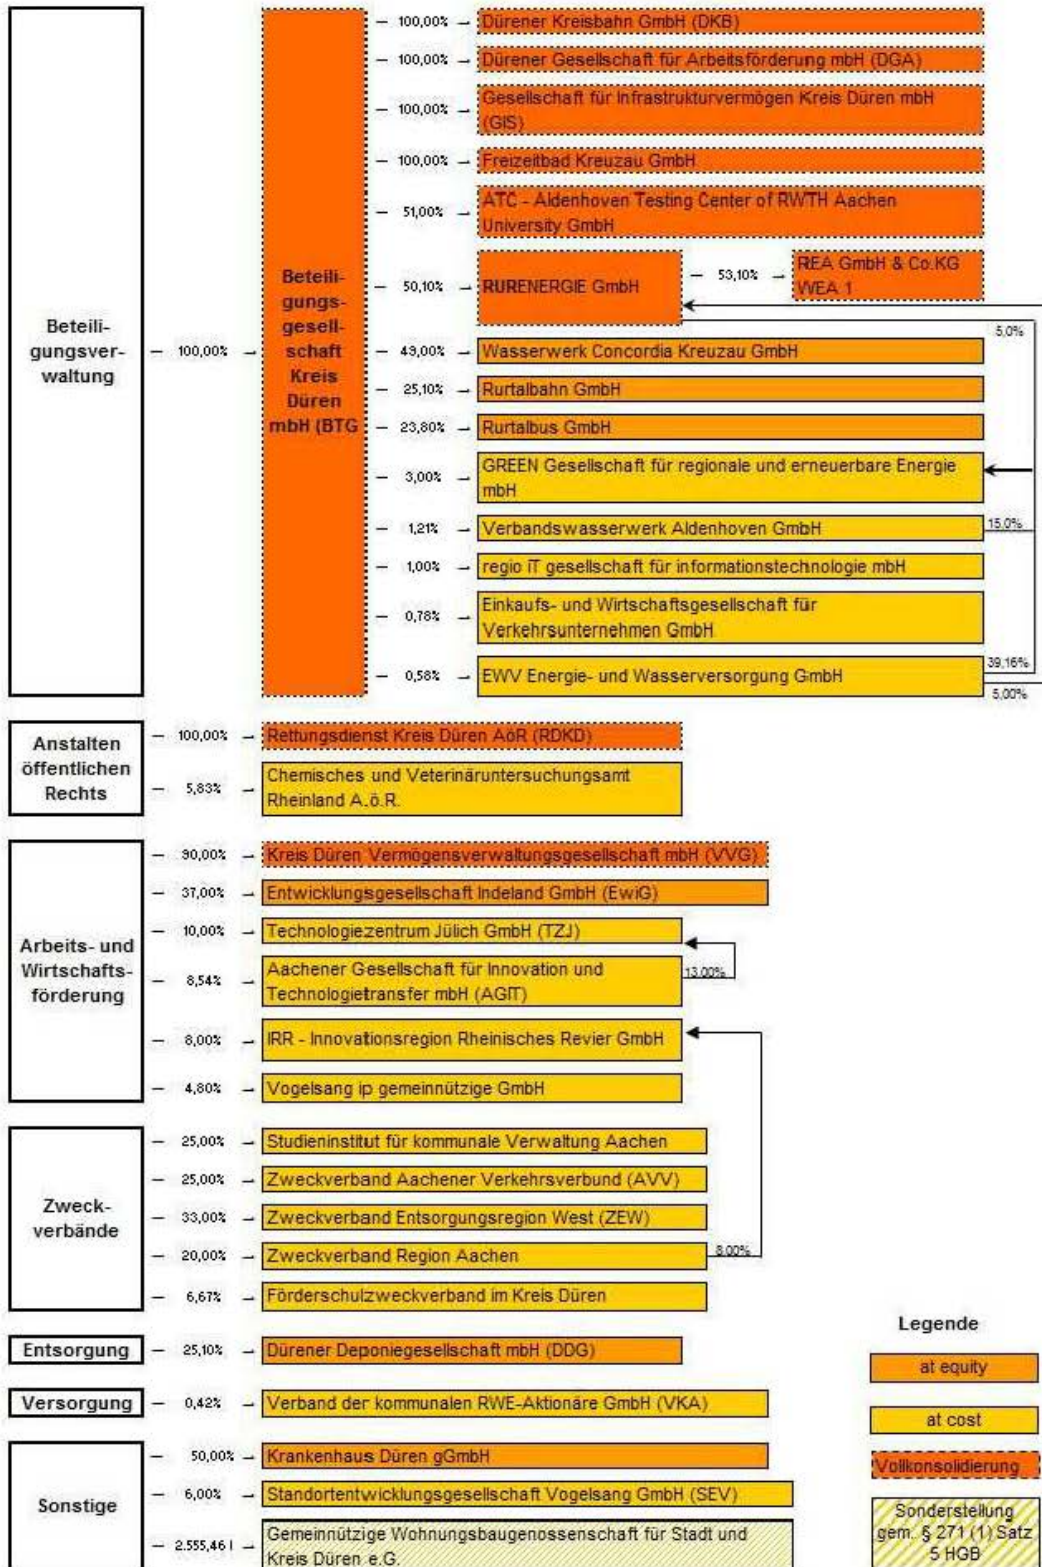 Beteili-
gungsver-
waltung
100,00%
Beteili-
gungs-
gesell-
schaft
Kreis
Düren
mbH (BTG
100,00% Dürener Kreisbahn GmbH (DKB)
100,00% Dürener Gesellschaft für Arbeitsförderung mbH (DGA)
100,00% Gesellschaft für Infrastrukturvermögen Kreis Düren mbH
(GIS)
100,00% Freizeitbad Kreuzau GmbH
51,00% ATC - Aldenhoven Testing Center of RWTH Aachen
University GmbH
50,10% RURENERGIE GmbH
53,10% REA GmbH & Co.KG
WEA 1
5,0%
43,00% Wasserwerk Concordia Kreuzau GmbH
25,10% Rurtalbahn GmbH
23,80% Rurtalbus GmbH
3,00% GREEN Gesellschaft für regionale und erneuerbare Energie
mbH
1,21% Verbandswasserwerk Aldenhoven GmbH 15,0%
1,00% regio iT gesellschaft für informationstechnologie mbH
0,78% Einkaufs- und Wirtschaftsgesellschaft für
Verkehrsunternehmen GmbH
0,58% EWV Energie- und Wasserversorgung GmbH 39,16%
5,00%
Anstalten
öffentlichen
Rechts
100,00% Rettungsdienst Kreis Düren AöR (RDKD)
5,83% Chemisches und Veterinäruntersuchungsamt
Rheinland A.ö.R.
Arbeits- und
Wirtschafts-
förderung
90,00% Kreis Düren Vermögensverwaltungsgesellschaft mbH (VVG)
37,00% Entwicklungsgesellschaft Indeland GmbH (EwiG)
10,00% Technologiezentrum Jülich GmbH (TZJ)
8,54% Aachener Gesellschaft für Innovation und
Technologietransfer mbH (AGIT) 13,00%
8,00% IRR - Innovationsregion Rheinisches Revier GmbH
4,80% Vogelsang ip gemeinnützige GmbH
Zweck-
verbände
25,00% Studieninstitut für kommunale Verwaltung Aachen
25,00% Zweckverband Aachener Verkehrsverbund (AVV)
33,00% Zweckverband Entsorgungsregion West (ZEW)
20,00% Zweckverband Region Aachen 8,00%
6,67% Förderschulzweckverband im Kreis Düren
Entsorgung 25,10% Dürener Deponiegesellschaft mbH (DDG)
Versorgung 0,42% Verband der kommunalen RWE-Aktionäre GmbH (VKA)
Sonstige
50,00% Krankenhaus Düren gGmbH
6,00% Standortentwicklungsgesellschaft Vogelsang GmbH (SEV)
2.555,46 I Gemeinnützige Wohnungsbaugenossenschaft für Stadt und
Kreis Düren e.G.
Legende
at equity
at cost
Vollkonsolidierung
Sonderstellung
gem. § 271 (1) Satz
5 HGB